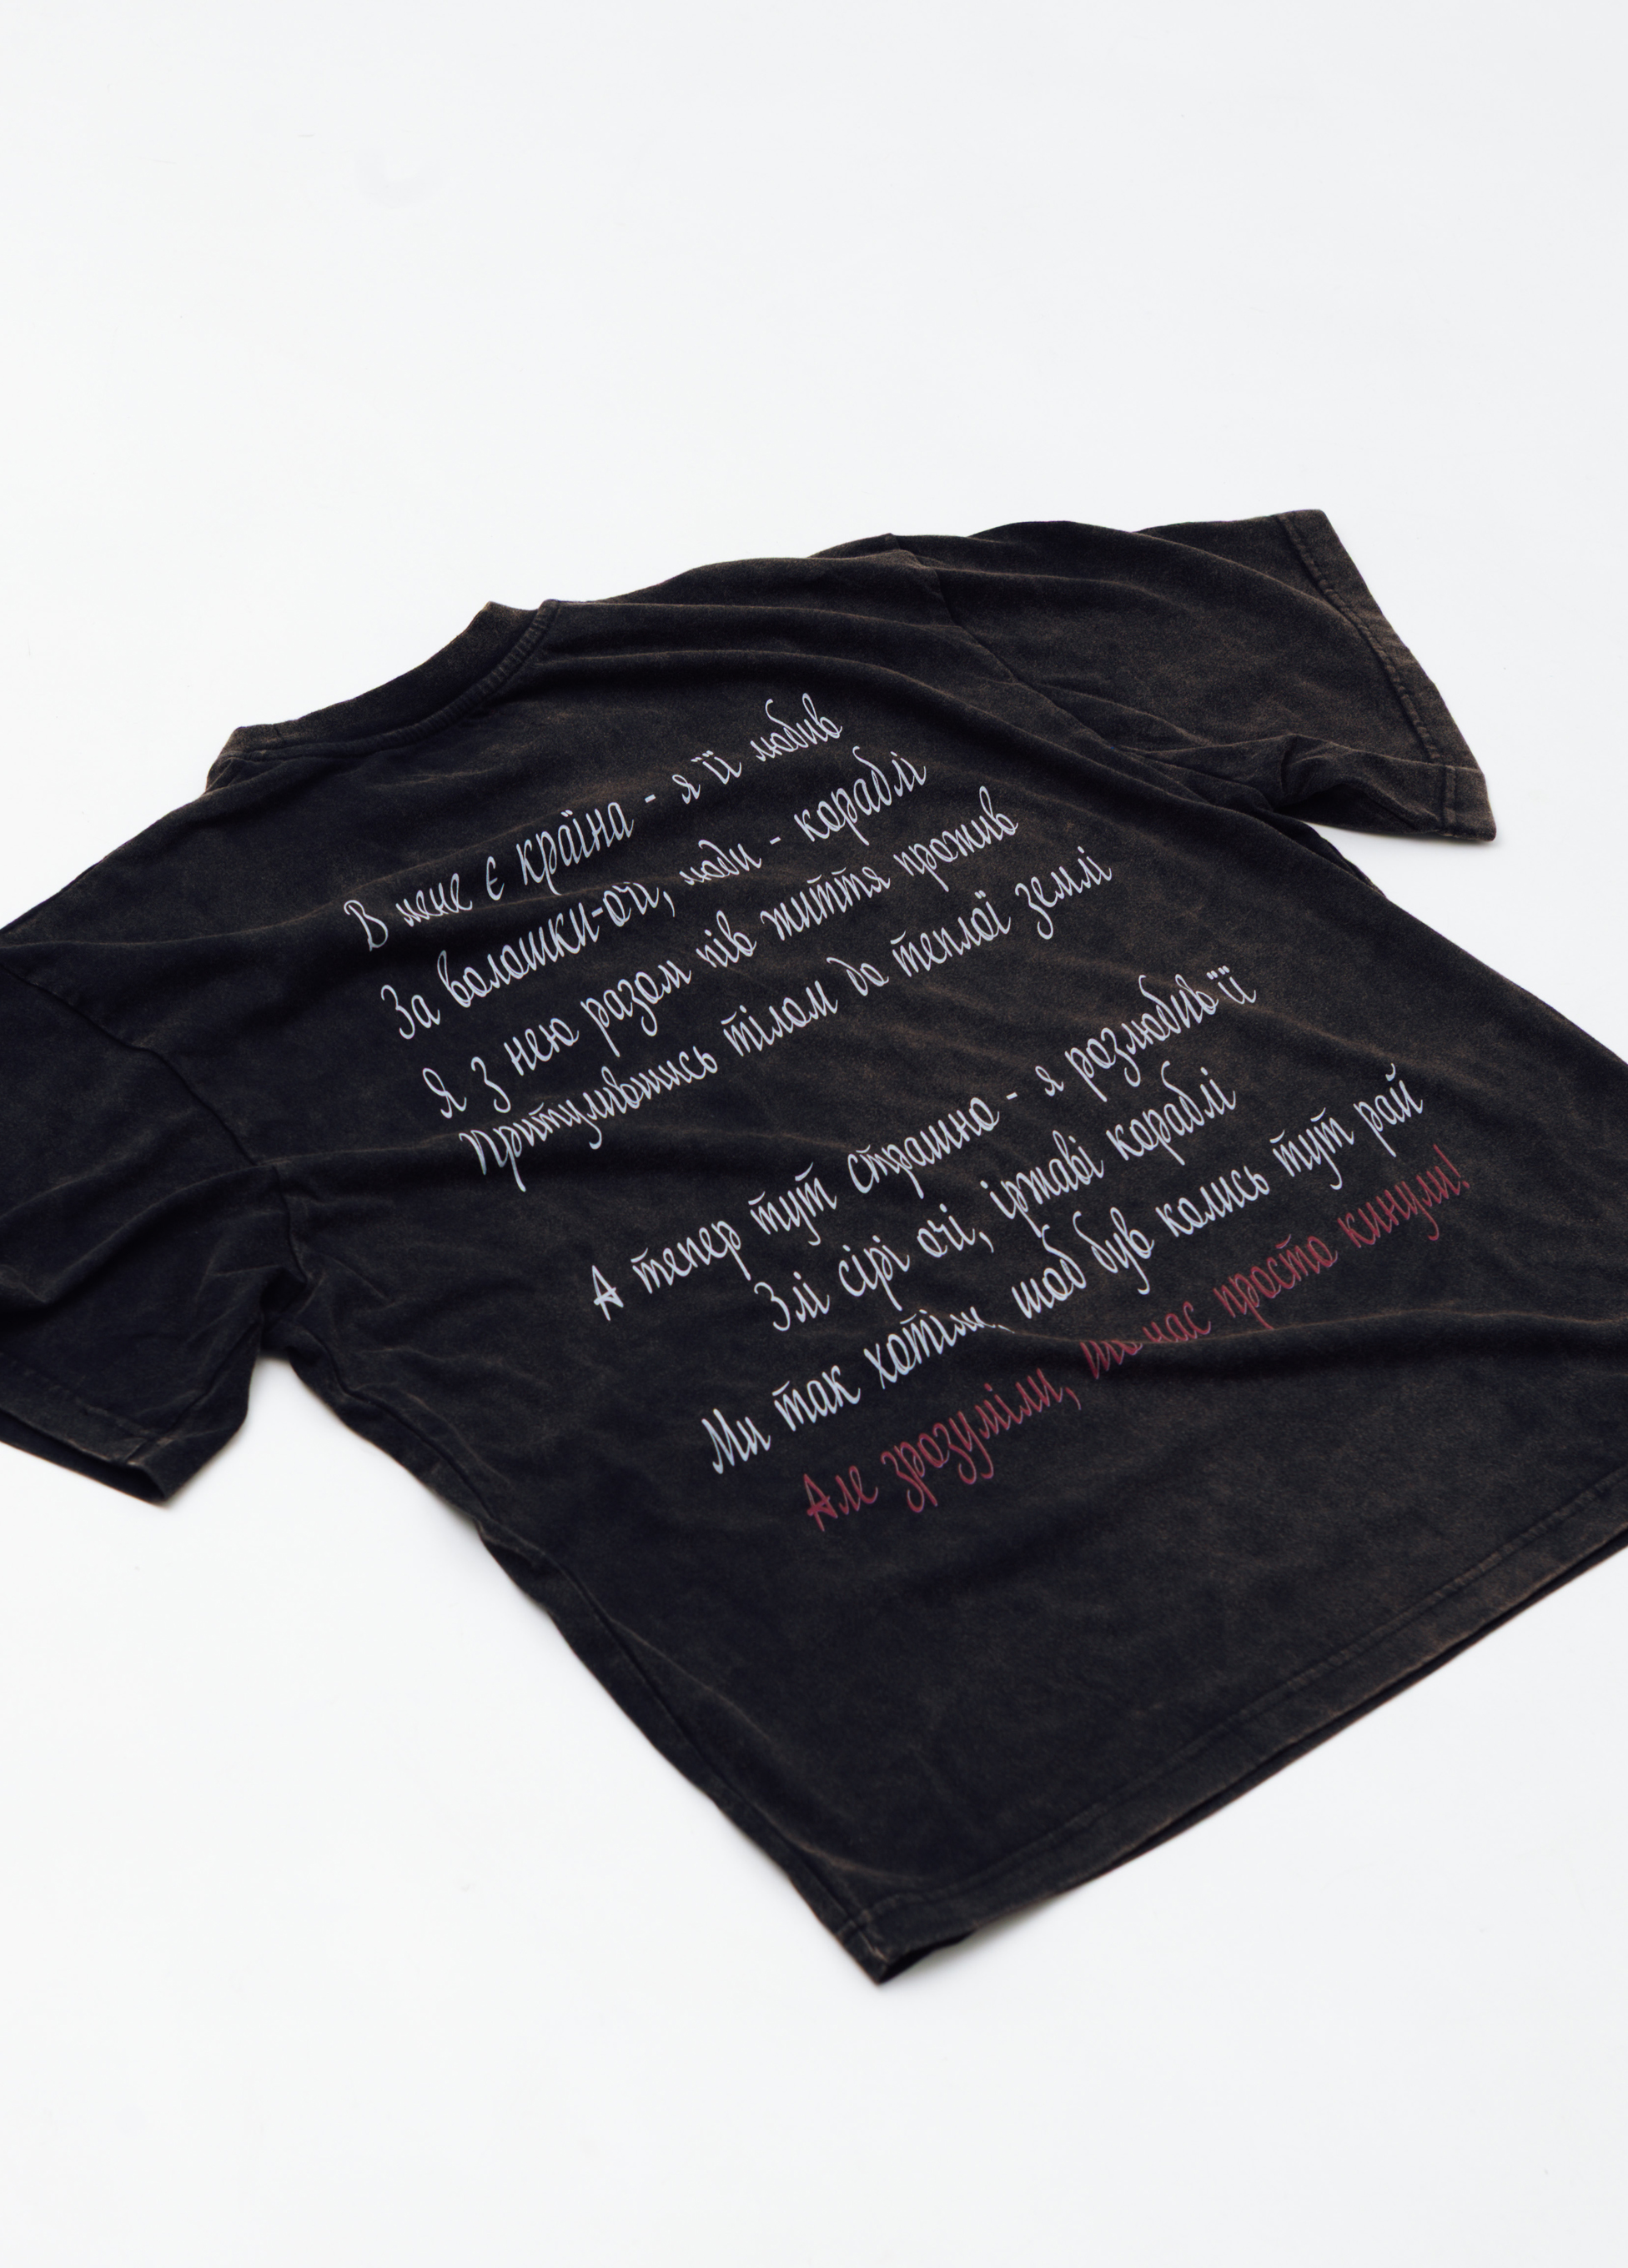 В мене є країна - я її любив
За волошки-очі, люди - кораблі
Я з нею разом пів життя прожив
Притулившись тілом до теплої землі
А тепер тут страшно - я розлюбив її
Злі сірі очі, іржаві кораблі
Ми так хотіли, щоб був колись тут рай
Але зрозуміли, що нас просто кинули!